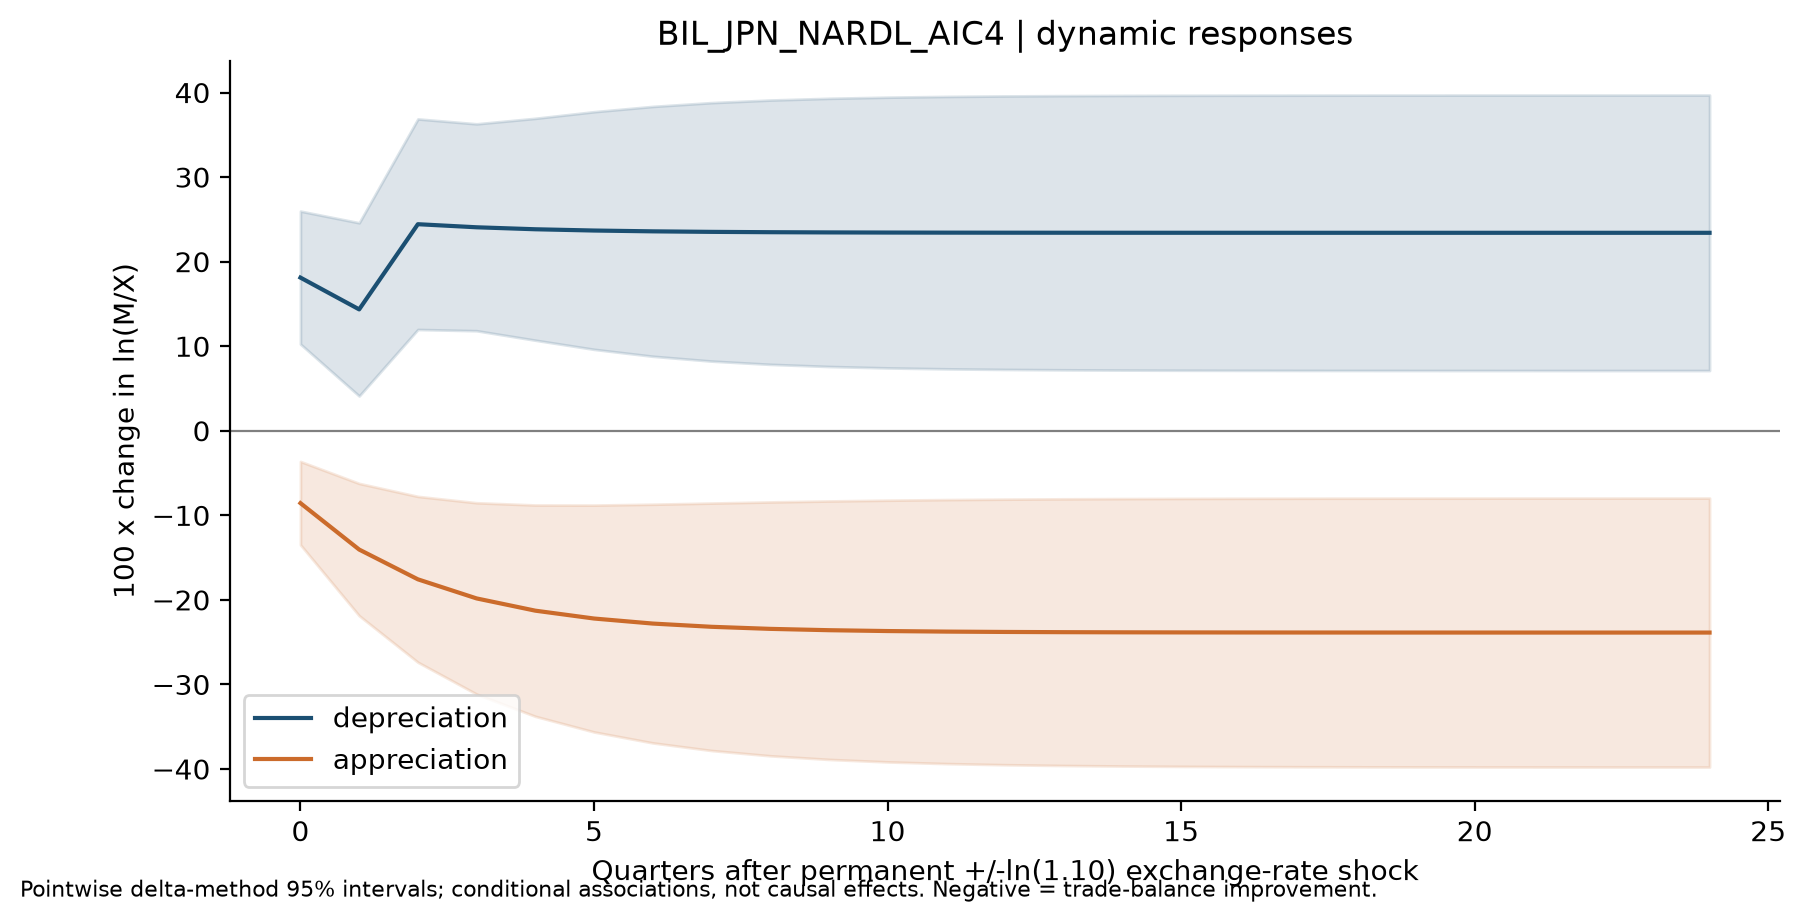 BIL_JPN_NARDL_AIC4 | dynamic responses
100 x change in ln(M/X)
40
30
20
10
0
−10
−20
−30
−40
depreciation
appreciation
0 5 10 15 20 25
Quarters after permanent +/-ln(1.10) exchange-rate shock
Pointwise delta-method 95% intervals; conditional associations, not causal effects. Negative = trade-balance improvement.